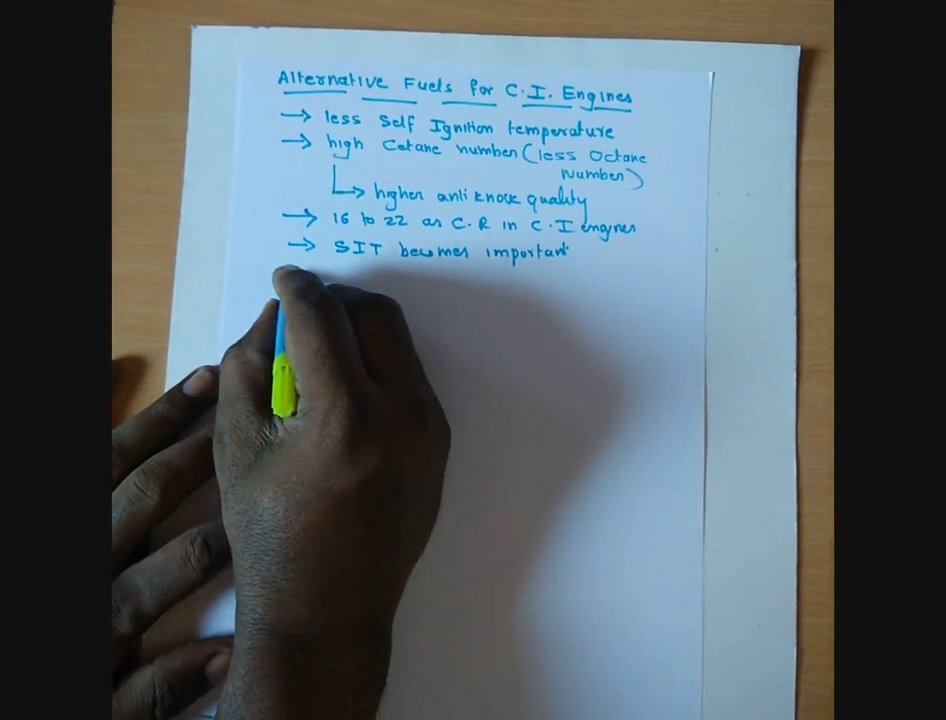 Alternative Fuels for C.I. Engines
→ less Self Ignition temperature
→ high Cetane number (less Octane
Number)
↳ higher anti knock quality
→ 16 to 22 as C.R in C.I engines
→ SIT becomes important